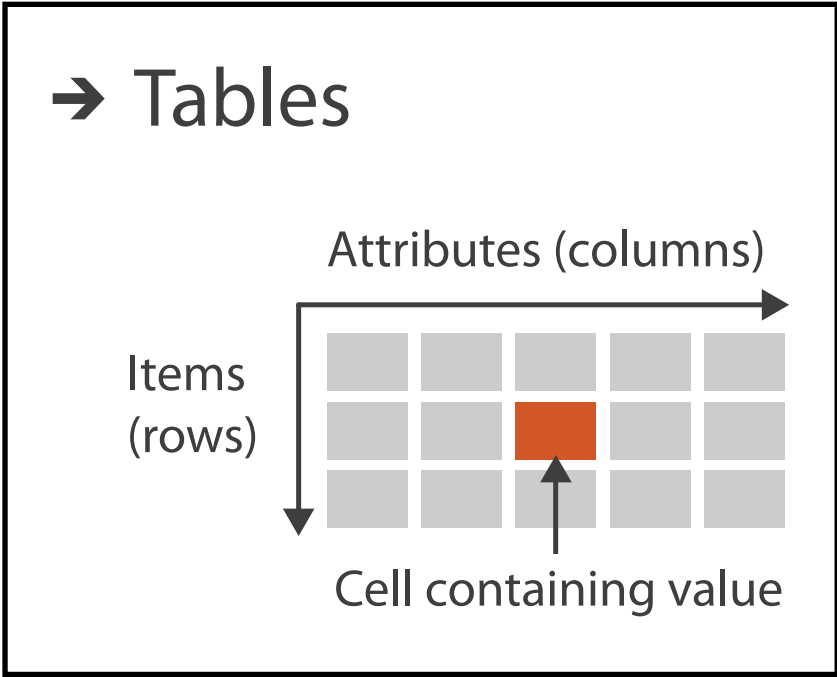 ➔ Tables
Attributes (columns)
Items
(rows)
Cell containing value